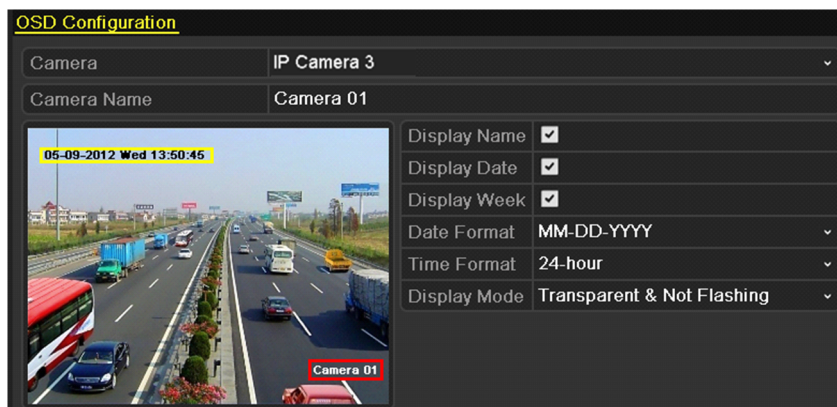 OSD Configuration
Camera IP Camera 3
Camera Name Camera 01
05-09-2012 Wed 13:50:45
Camera 01
Display Name
Display Date
Display Week
Date Format MM-DD-YYYY
Time Format 24-hour
Display Mode Transparent & Not Flashing